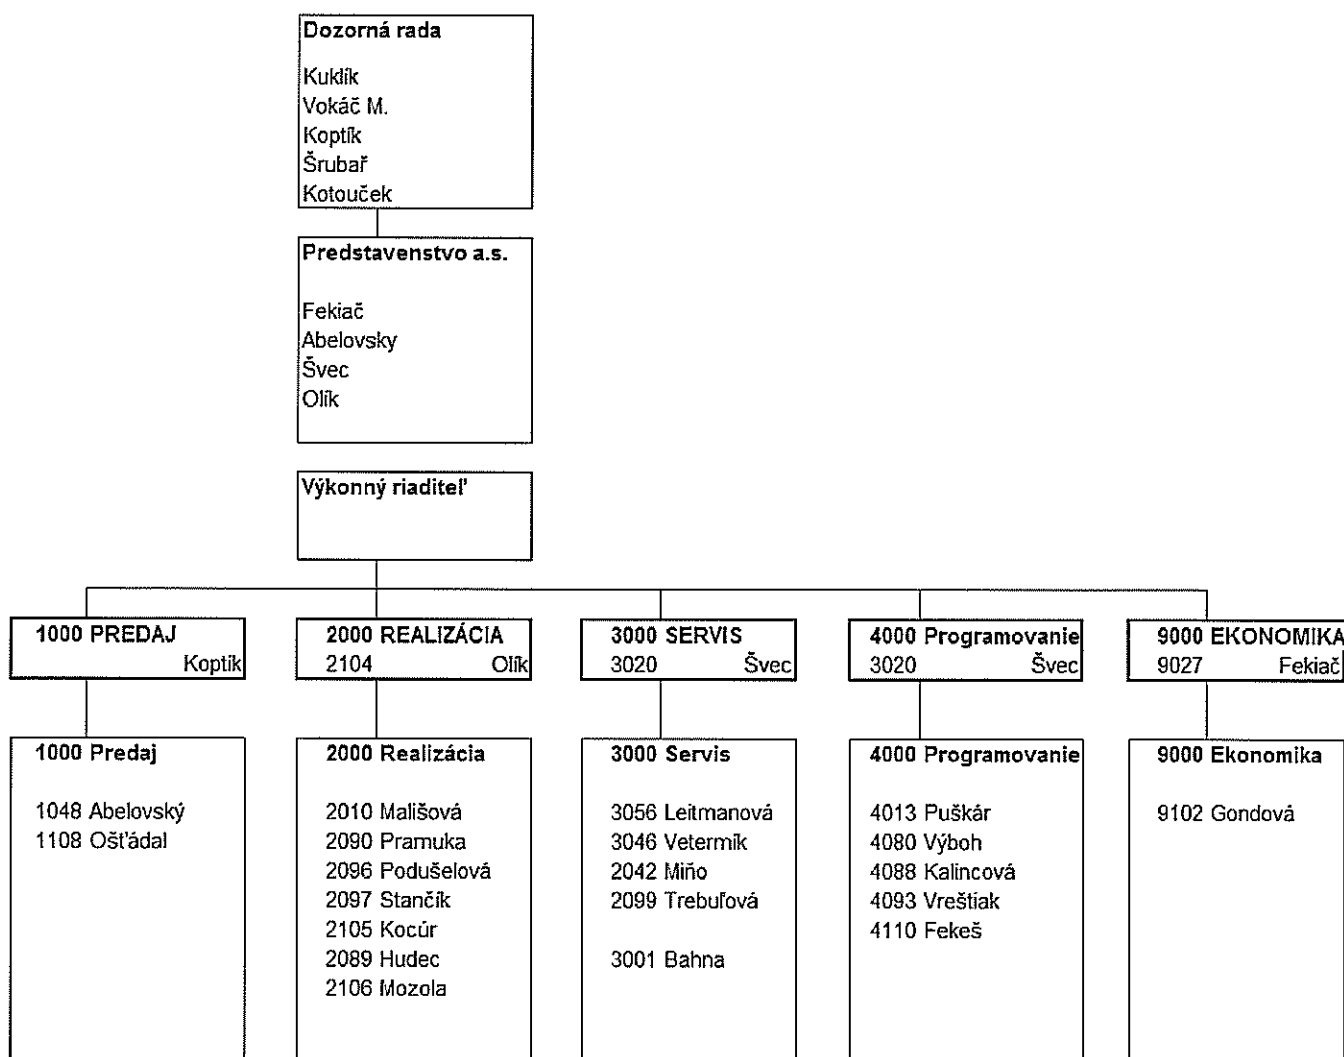 Dozorná rada
Kuklík
Vokáč M.
Koptík
Šrubař
Kotouček
Predstavenstvo a.s.
Fekiač
Abelovsky
Švec
Olík
Výkonný riaditeľ
1000 PREDAJ
Koptík
2000 REALIZÁCIA
2104 Olík
3000 SERVIS
3020 Švec
4000 Programovanie
3020 Švec
9000 EKONOMIKA
9027 Fekiač
1000 Predaj
1048 Abelovský
1108 Ošťádal
2000 Realizácia
2010 Mališová
2090 Pramuka
2096 Podušelová
2097 Stančík
2105 Kocúr
2089 Hudec
2106 Mozola
3000 Servis
3056 Leitmanová
3046 Veterník
2042 Miňo
2099 Trebuľová
3001 Bahna
4000 Programovanie
4013 Puškár
4080 Výboh
4088 Kalincová
4093 Vreštiak
4110 Fekeš
9000 Ekonomika
9102 Gondová